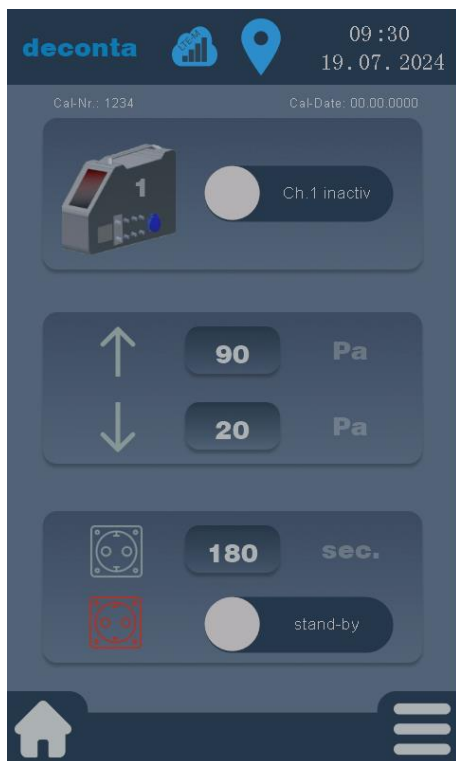 deconta
LTE-M
09:30
19.07.2024
Cal-Nr.: 1234
Cal-Date: 00.00.0000
1
Ch.1 inactiv
90 Pa
20 Pa
180 sec.
stand-by